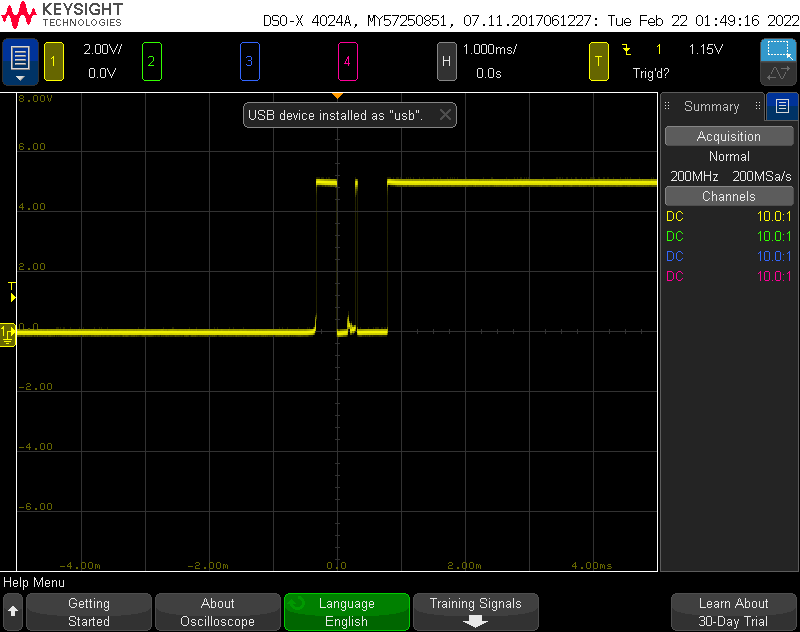 KEYSIGHT
TECHNOLOGIES
DSO-X 4024A, MY57250851, 07.11.2017061227: Tue Feb 22 01:49:16 2022
1 2.00V/ 2 3 4 H 1.000ms/ T 1 1.15V
0.0V 0.0s Trig'd?
8.00V
USB device installed as "usb".
6.00
4.00
2.00
T
1 0.0
-2.00
-4.00
-6.00
-4.00m -2.00m 0.0 2.00m 4.00ms
Summary
Acquisition
Normal
200MHz 200MSa/s
Channels
DC 10.0:1
DC 10.0:1
DC 10.0:1
DC 10.0:1
Help Menu
Getting
Started
About
Oscilloscope
Language
English
Training Signals
Learn About
30-Day Trial